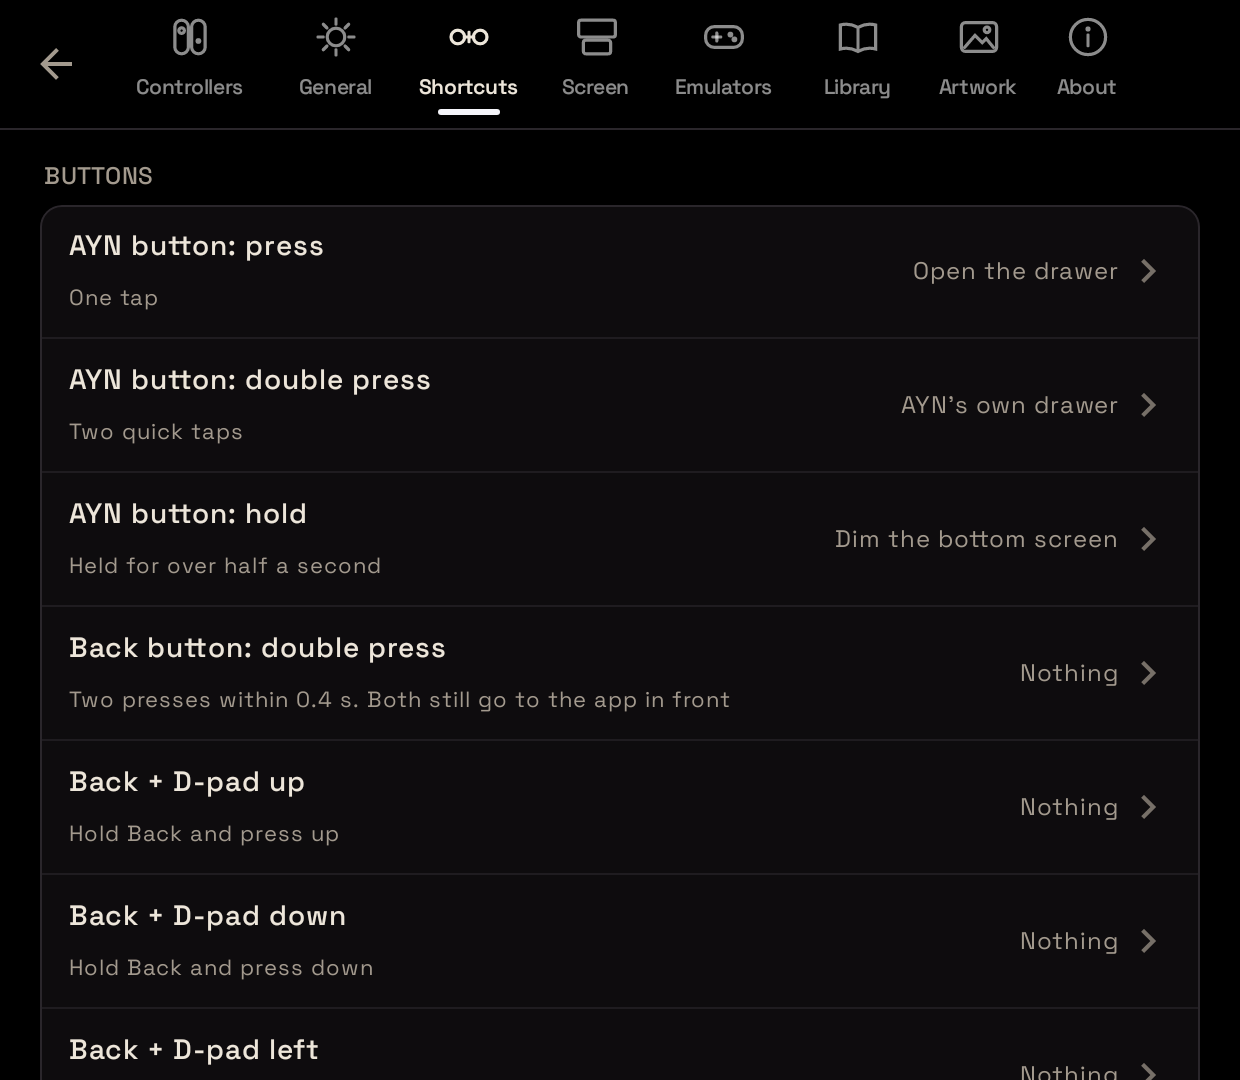 Controllers
General
Shortcuts
Screen
Emulators
Library
Artwork
About
BUTTONS
AYN button: press
One tap
Open the drawer
AYN button: double press
Two quick taps
AYN’s own drawer
AYN button: hold
Held for over half a second
Dim the bottom screen
Back button: double press
Two presses within 0.4 s. Both still go to the app in front
Nothing
Back + D-pad up
Hold Back and press up
Nothing
Back + D-pad down
Hold Back and press down
Nothing
Back + D-pad left
Nothing